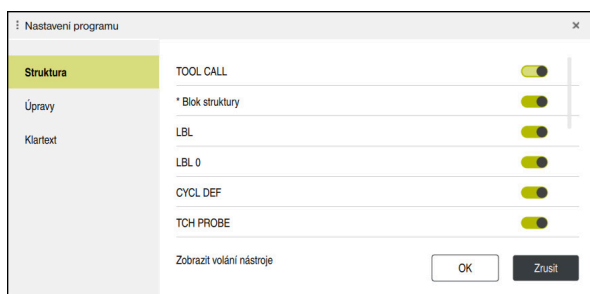 Nastavení programu
Struktura
Úpravy
Klartext
TOOL CALL
* Blok struktury
LBL
LBL 0
CYCL DEF
TCH PROBE
Zobrazit volání nástroje
OK
Zrusit